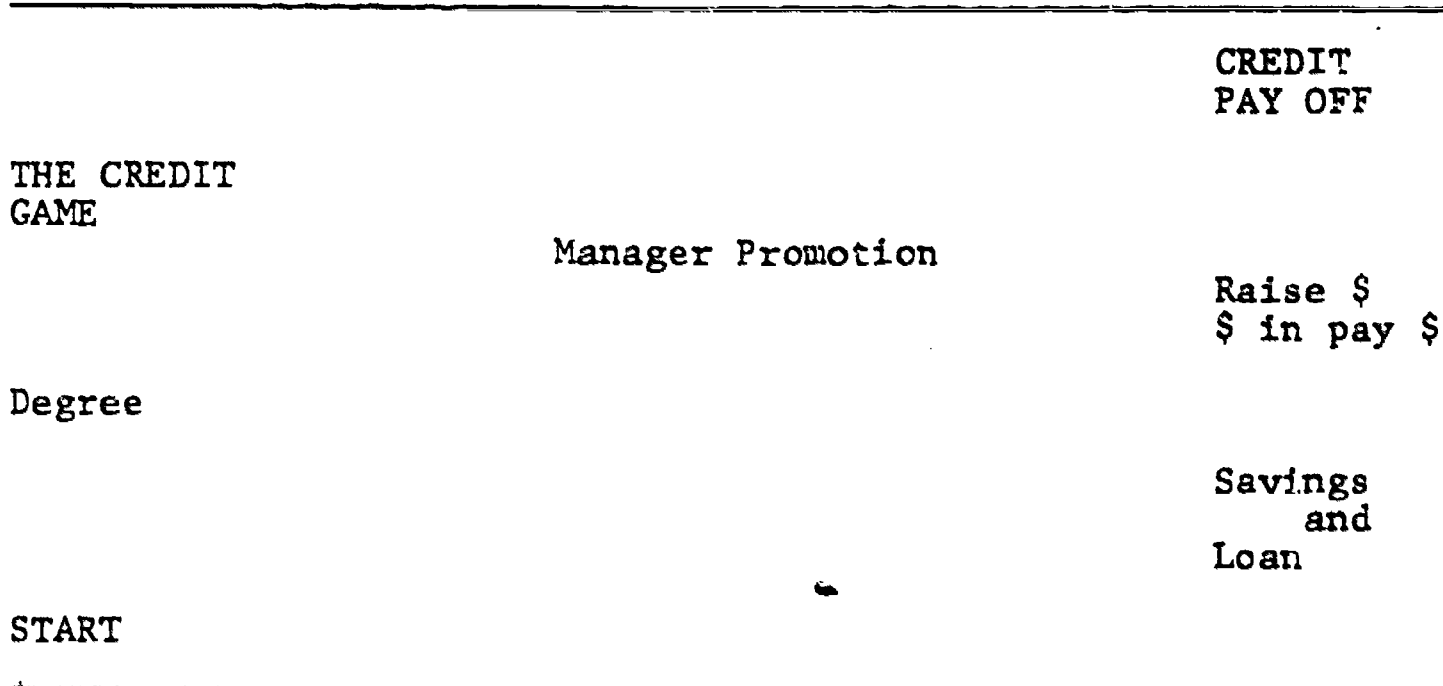 CREDIT
PAY OFF
THE CREDIT
GAME
Manager Promotion
Raise $
$ in pay $
Degree
Savings
and
Loan
START